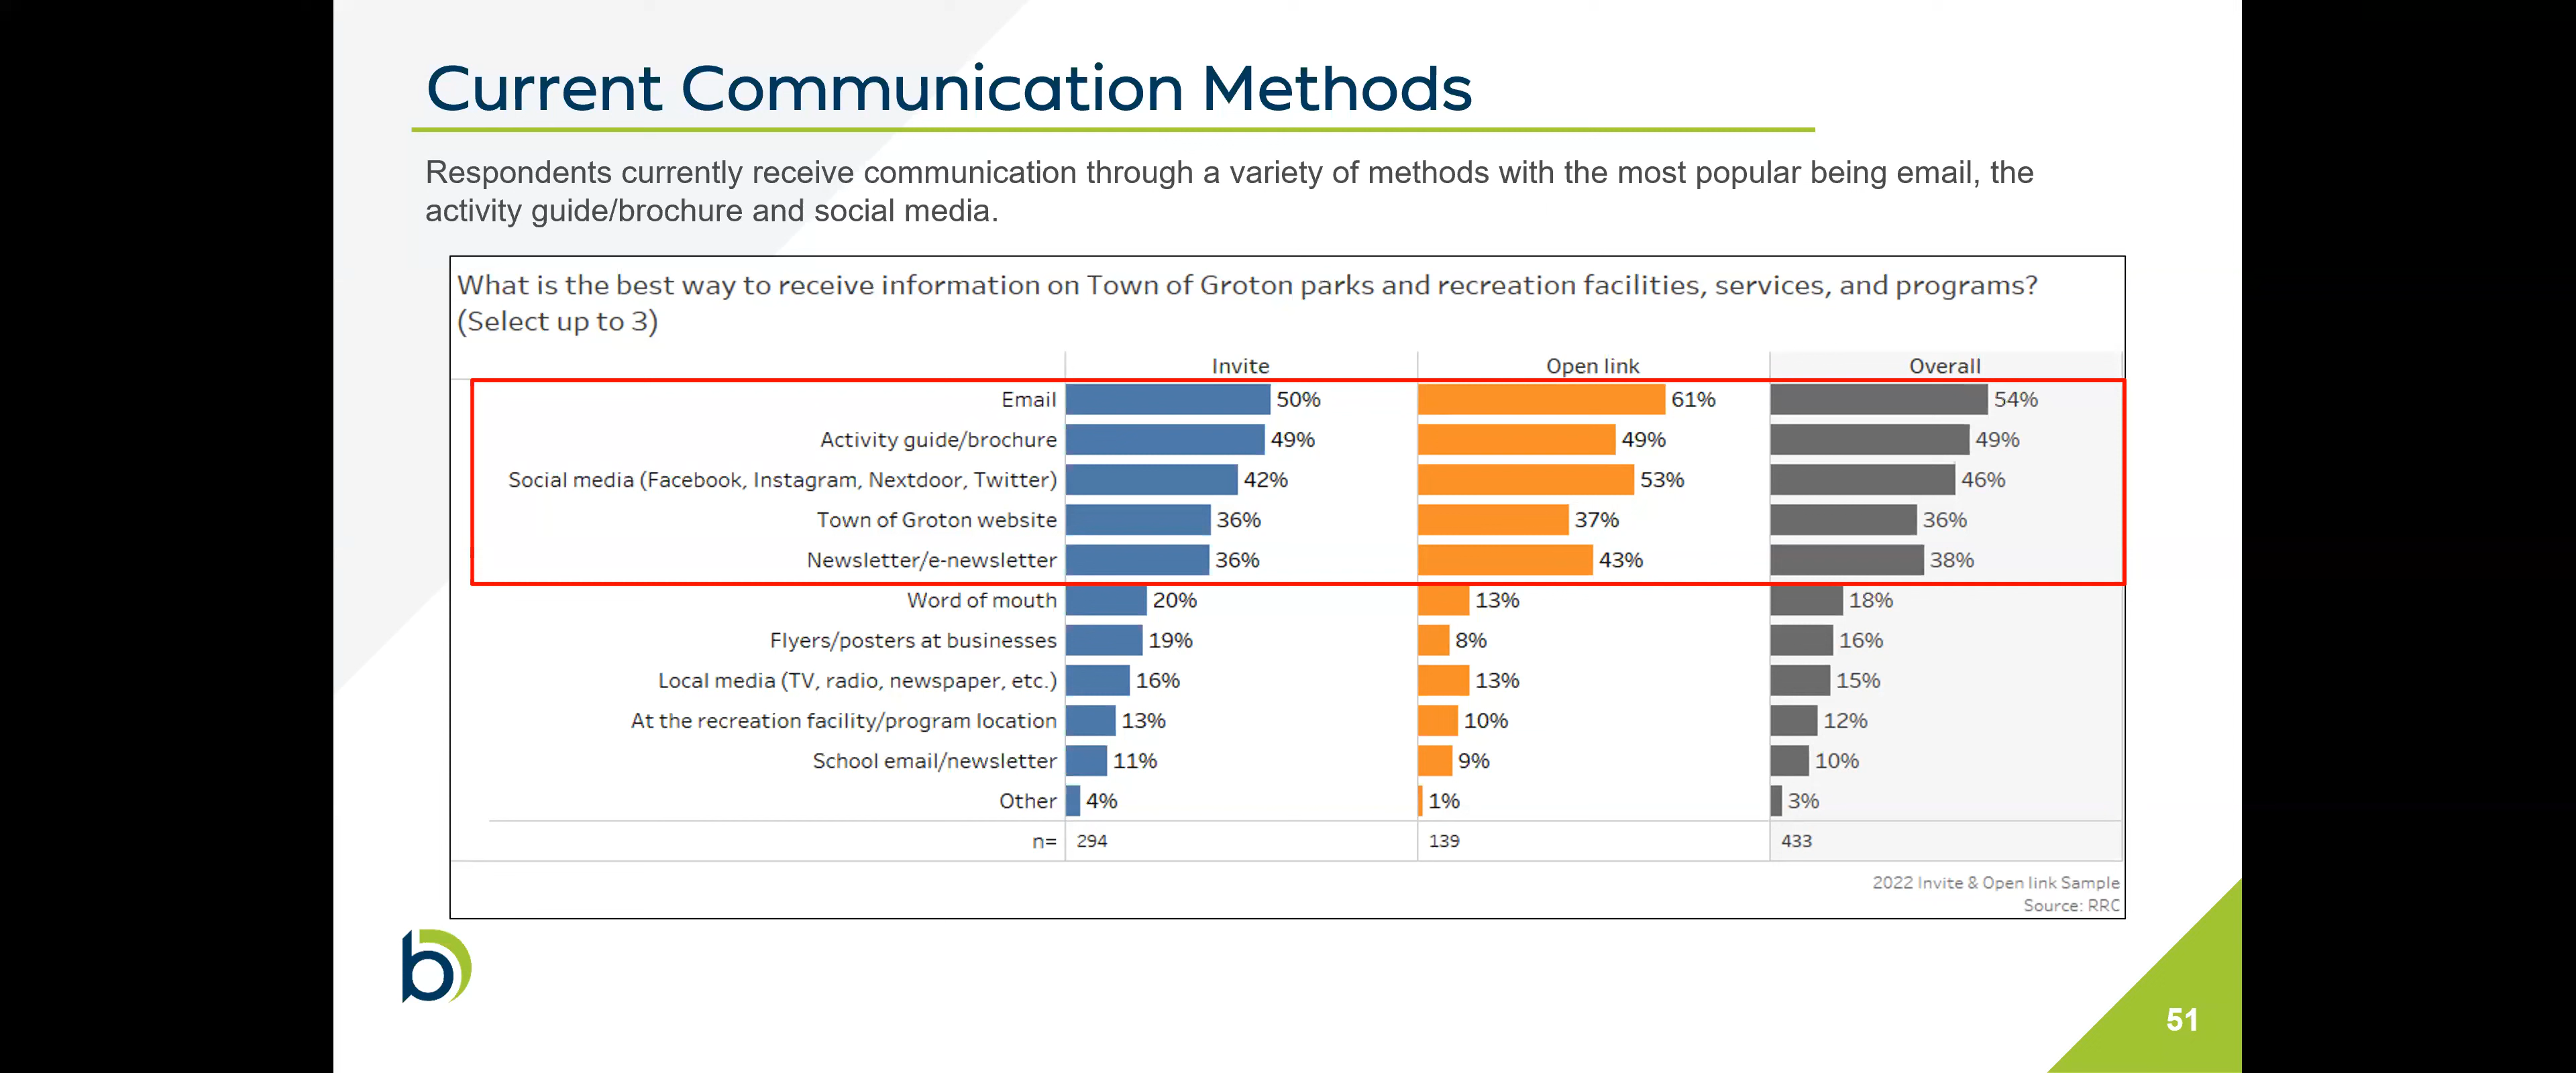 Current Communication Methods
Respondents currently receive communication through a variety of methods with the most popular being email, the
activity guide/brochure and social media.
What is the best way to receive information on Town of Groton parks and recreation facilities, services, and programs?
(Select up to 3)
Invite Open link Overall
Email 50% 61% 54%
Activity guide/brochure 49% 49% 49%
Social media (Facebook, Instagram, Nextdoor, Twitter) 42% 53% 46%
Town of Groton website 36% 37% 36%
Newsletter/e-newsletter 36% 43% 38%
Word of mouth 20% 13% 18%
Flyers/posters at businesses 19% 8% 16%
Local media (TV, radio, newspaper, etc.) 16% 13% 15%
At the recreation facility/program location 13% 10% 12%
School email/newsletter 11% 9% 10%
Other 4% 1% 3%
n= 294 139 433
2022 Invite & Open link Sample
Source: RRC
b
51